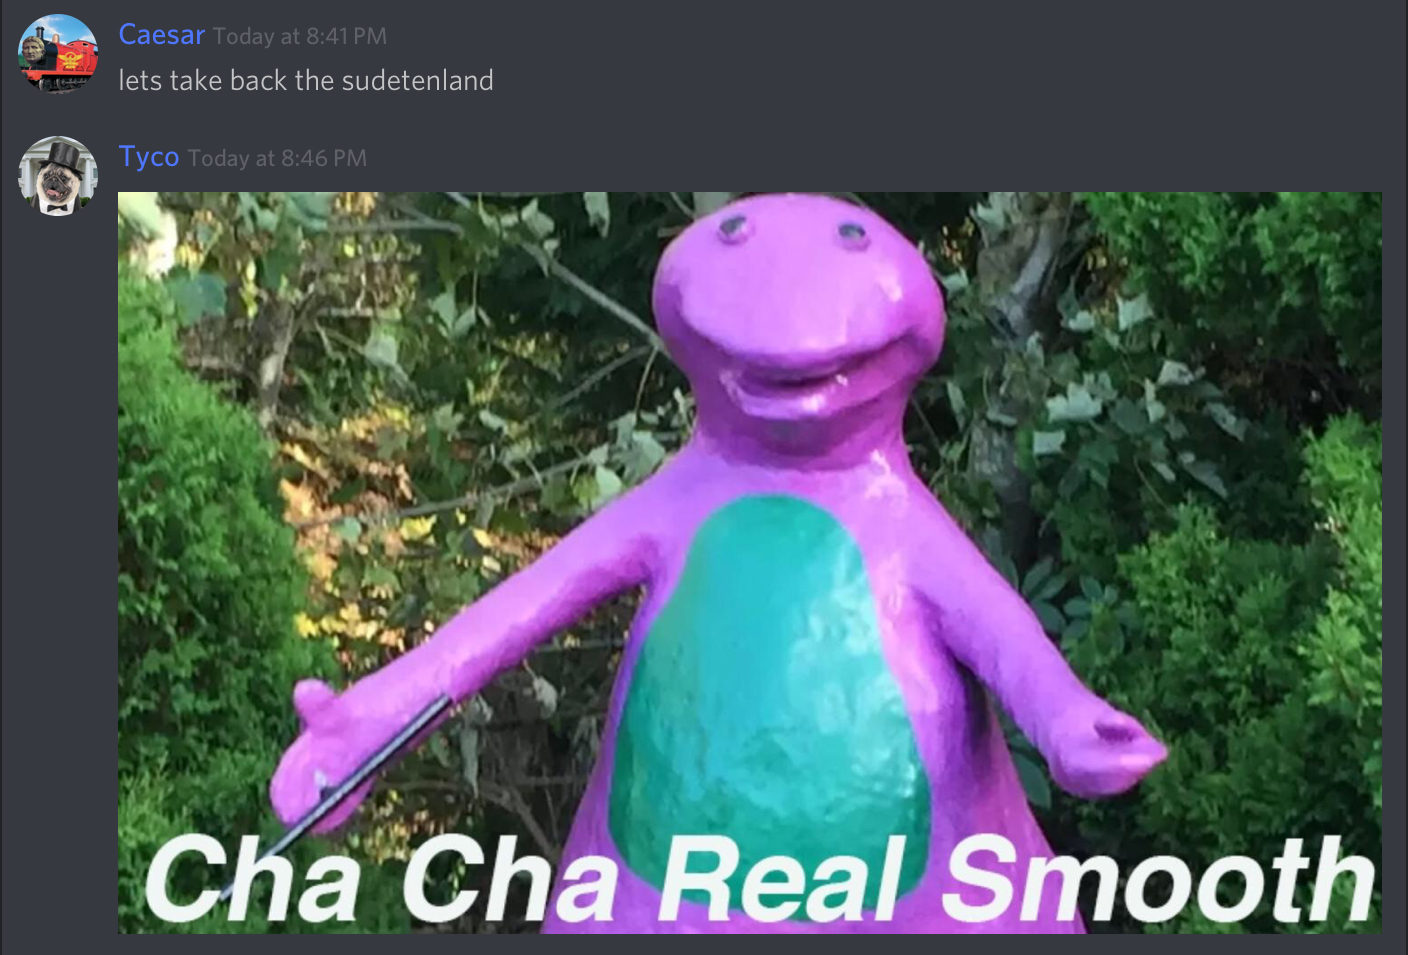 Caesar Today at 8:41 PM
lets take back the sudetenland
Tyco Today at 8:46 PM
Cha Cha Real Smooth